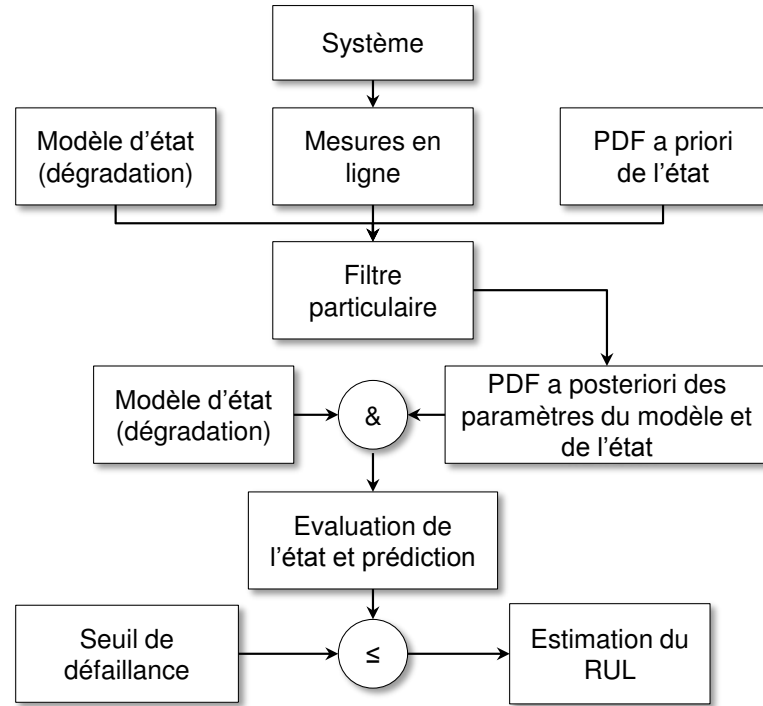 Système
Modèle d'état
(dégradation)
Mesures en
ligne
PDF a priori
de l'état
Filtre
particulaire
Modèle d'état
(dégradation)
&
PDF a posteriori des
paramètres du modèle et
de l'état
Evaluation de
l'état et prédiction
Seuil de
défaillance
≤
Estimation du
RUL